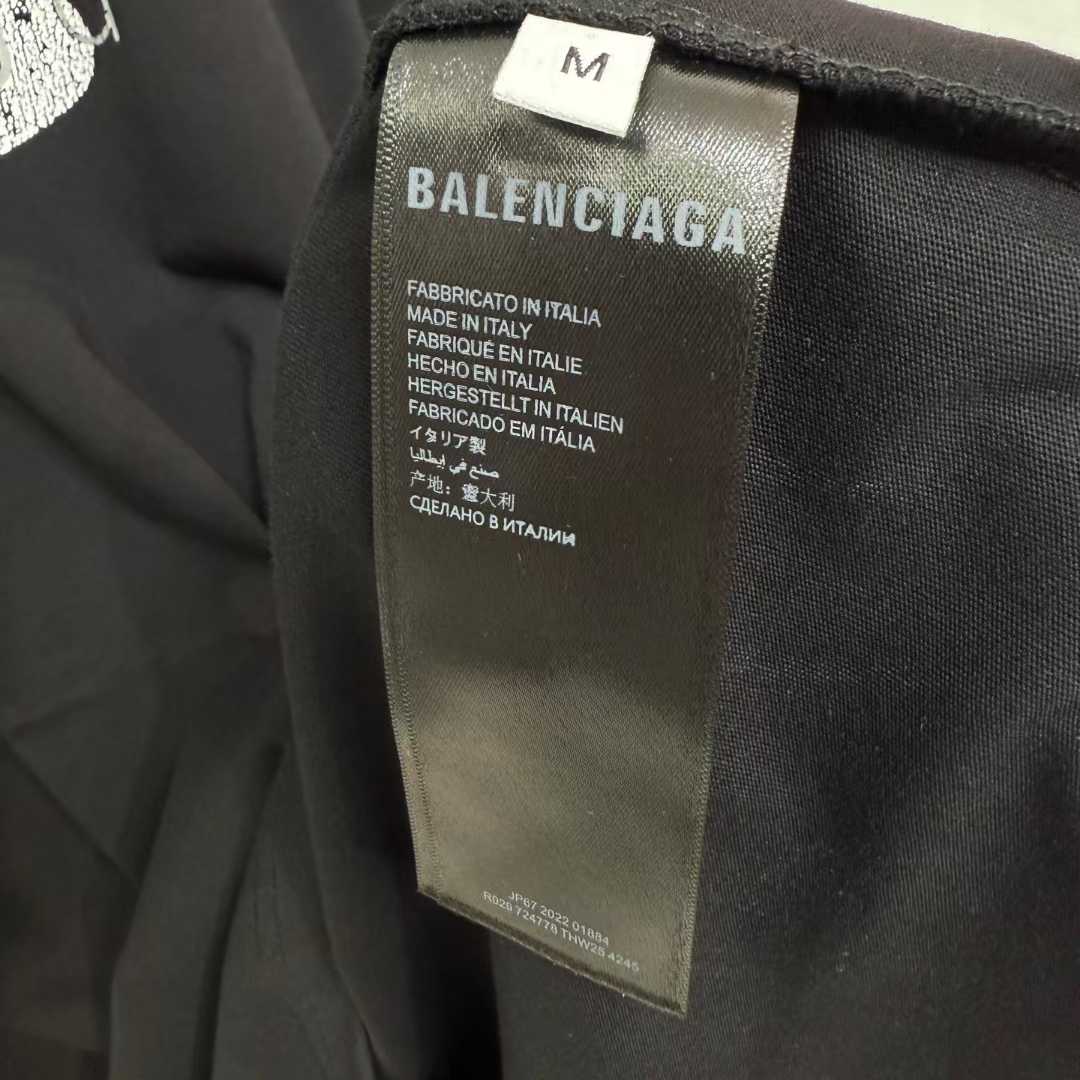 M
BALENCIAGA
FABBRICATO IN ITALIA
MADE IN ITALY
FABRIQUÉ EN ITALIE
HECHO EN ITALIA
HERGESTELLT IN ITALIEN
FABRICADO EM ITÁLIA
イタリア製
صنع في إيطاليا
产地：意大利
СДЕЛАНО В ИТАЛИИ
JP67 2022 01884
R029 724778 THW25 4245